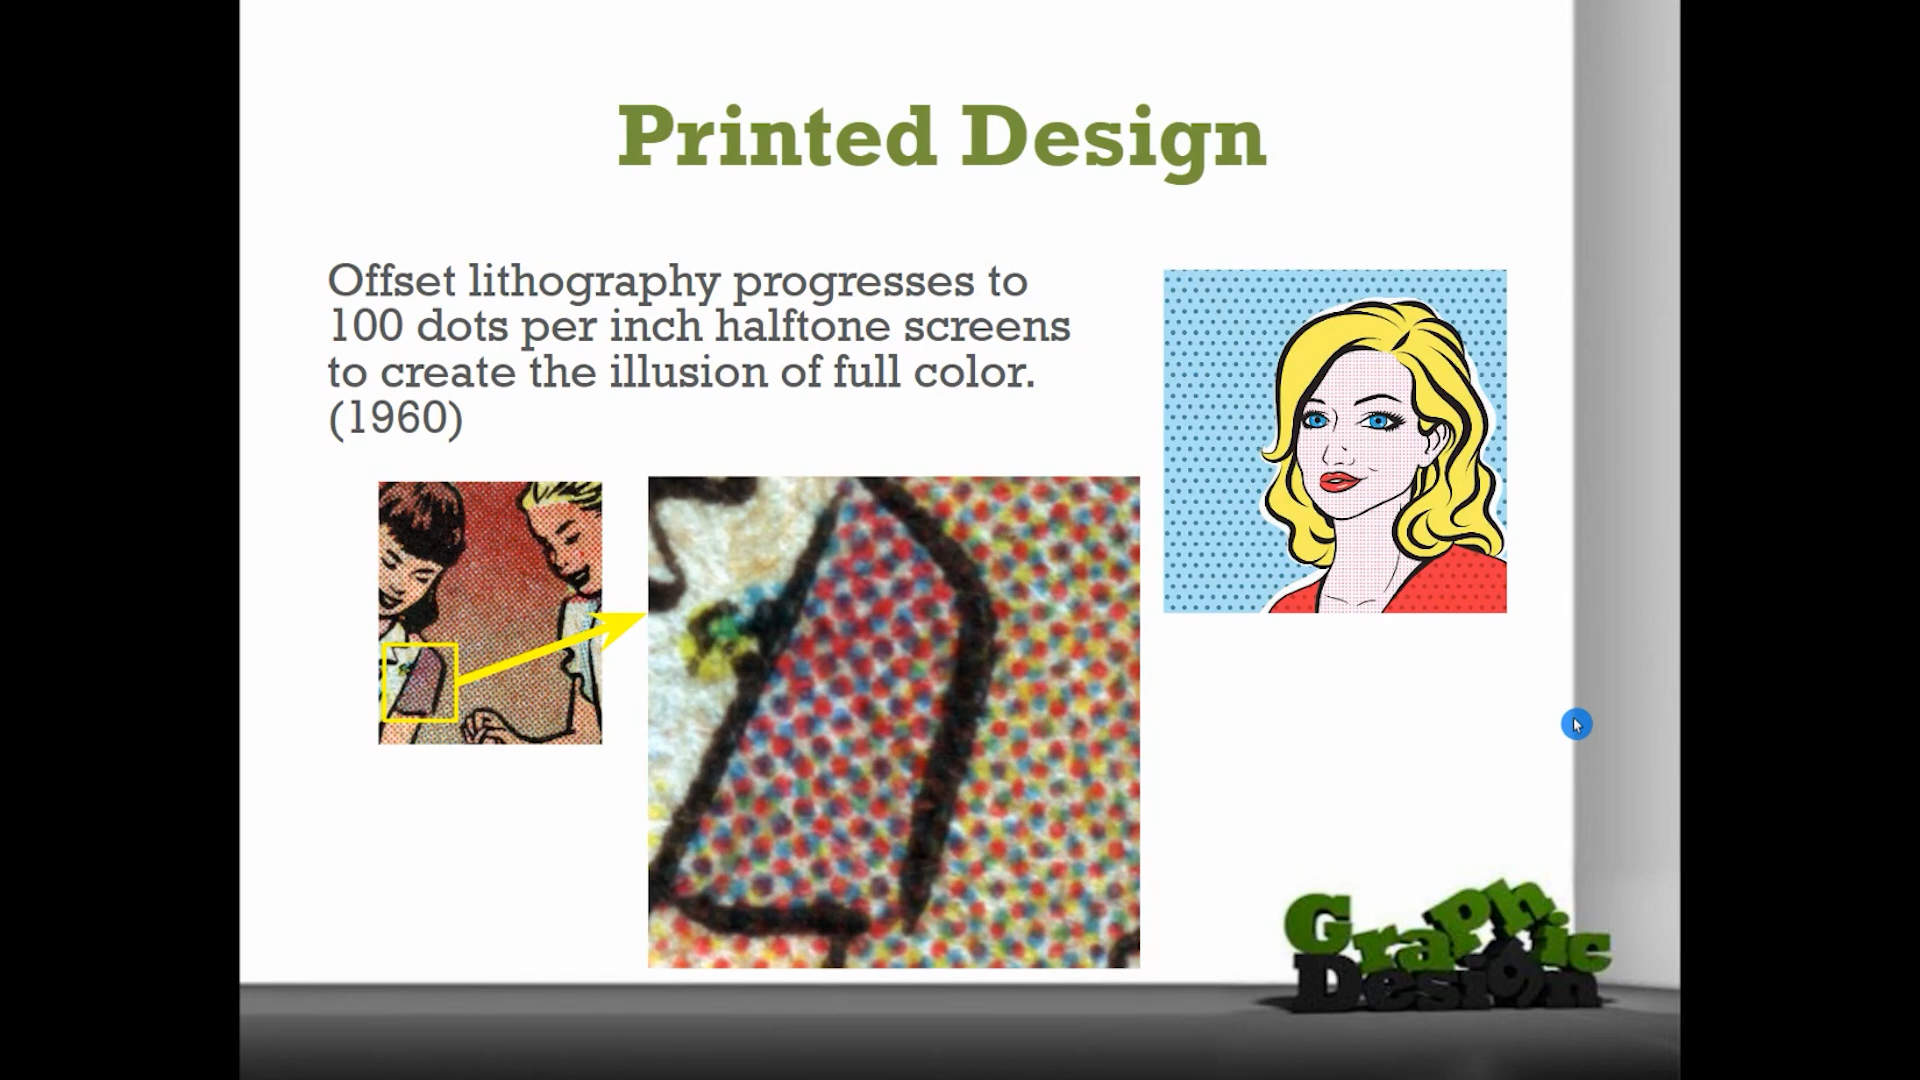 Printed Design
Offset lithography progresses to
100 dots per inch halftone screens
to create the illusion of full color.
(1960)
Graphic
Design